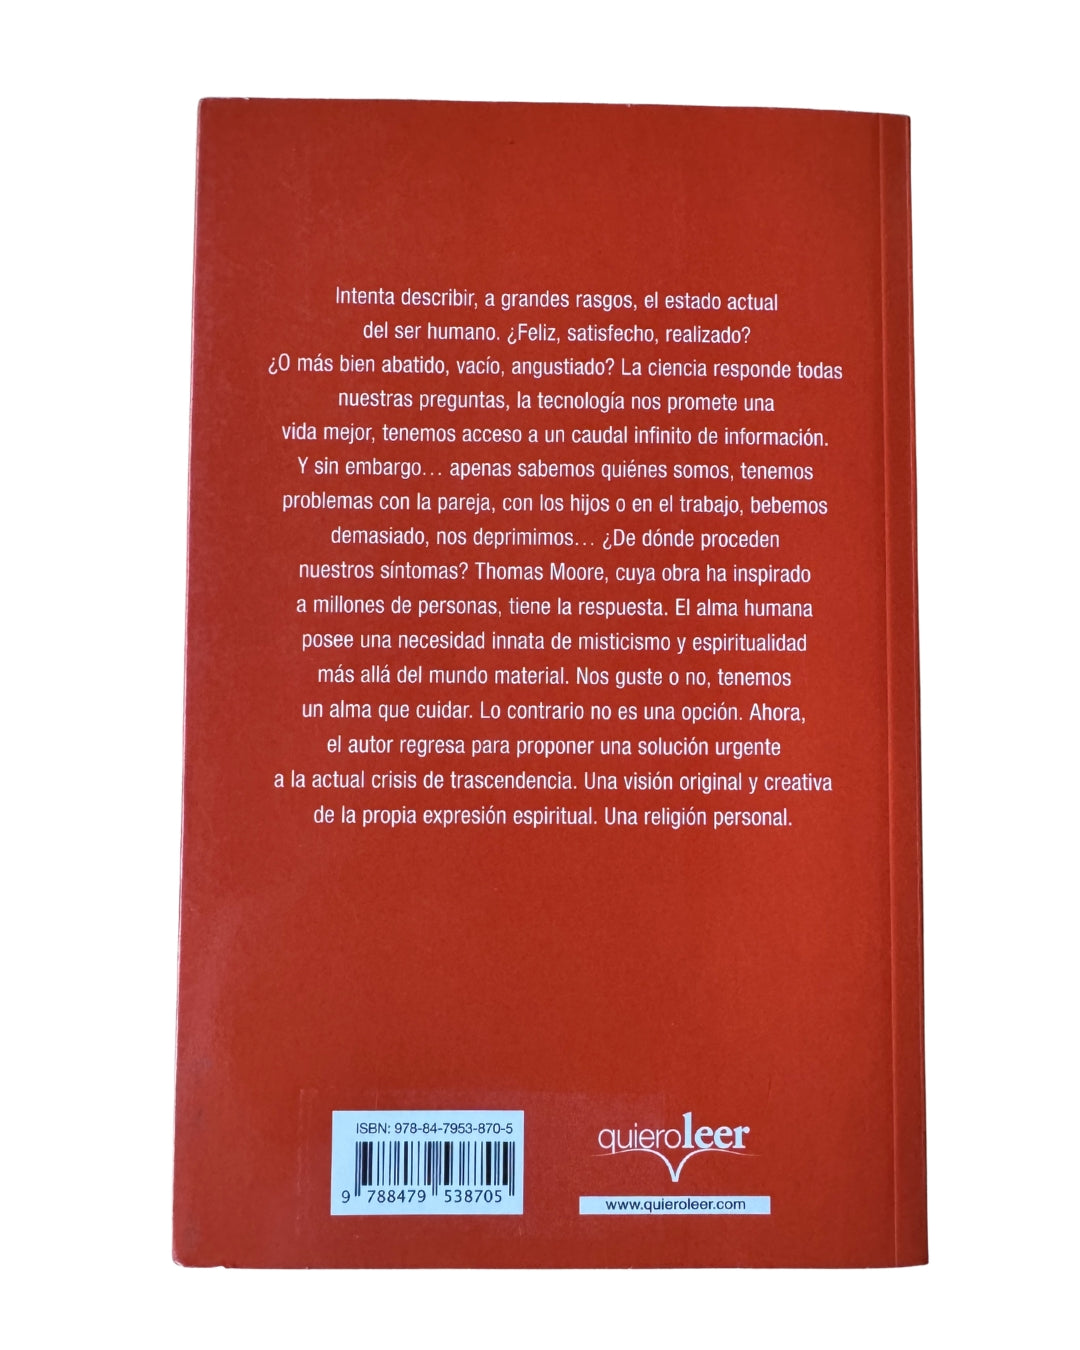 Intenta describir, a grandes rasgos, el estado actual
del ser humano. ¿Feliz, satisfecho, realizado?
¿O más bien abatido, vacío, angustiado? La ciencia responde todas
nuestras preguntas, la tecnología nos promete una
vida mejor, tenemos acceso a un caudal infinito de información.
Y sin embargo... apenas sabemos quiénes somos, tenemos
problemas con la pareja, con los hijos o en el trabajo, bebemos
demasiado, nos deprimimos... ¿De dónde proceden
nuestros síntomas? Thomas Moore, cuya obra ha inspirado
a millones de personas, tiene la respuesta. El alma humana
posee una necesidad innata de misticismo y espiritualidad
más allá del mundo material. Nos guste o no, tenemos
un alma que cuidar. Lo contrario no es una opción. Ahora,
el autor regresa para proponer una solución urgente
a la actual crisis de trascendencia. Una visión original y creativa
de la propia expresión espiritual. Una religión personal.
ISBN: 978-84-7953-870-5
9 788479 538705
quieroleer
www.quieroleer.com